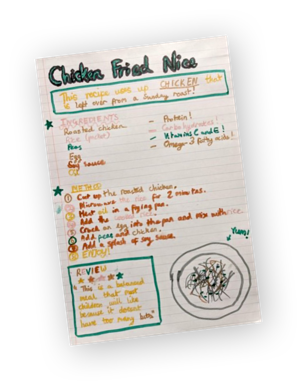 Chicken Fried Nice
This recipe uses up CHICKEN that
is left over from a Sunday roast!
INGREDIENTS
Roasted chicken – Protein!
Rice (packet) – Carbohydrates!
Peas – Vitamins C and E!
Egg – Omega-3 fatty acids!
Soy sauce
Oil
METHOD
1 Cut up the roasted chicken.
2 Microwave the rice for 2 minutes.
3 Heat oil in a frying pan.
4 Add the rice.
5 Crack an egg into the pan and mix with rice.
6 Add peas and chicken.
7 Add a splash of soy sauce.
8 ENJOY!
Yum!
REVIEW
"This is a balanced
meal that most
children will like
because it doesn't
have too many bits."